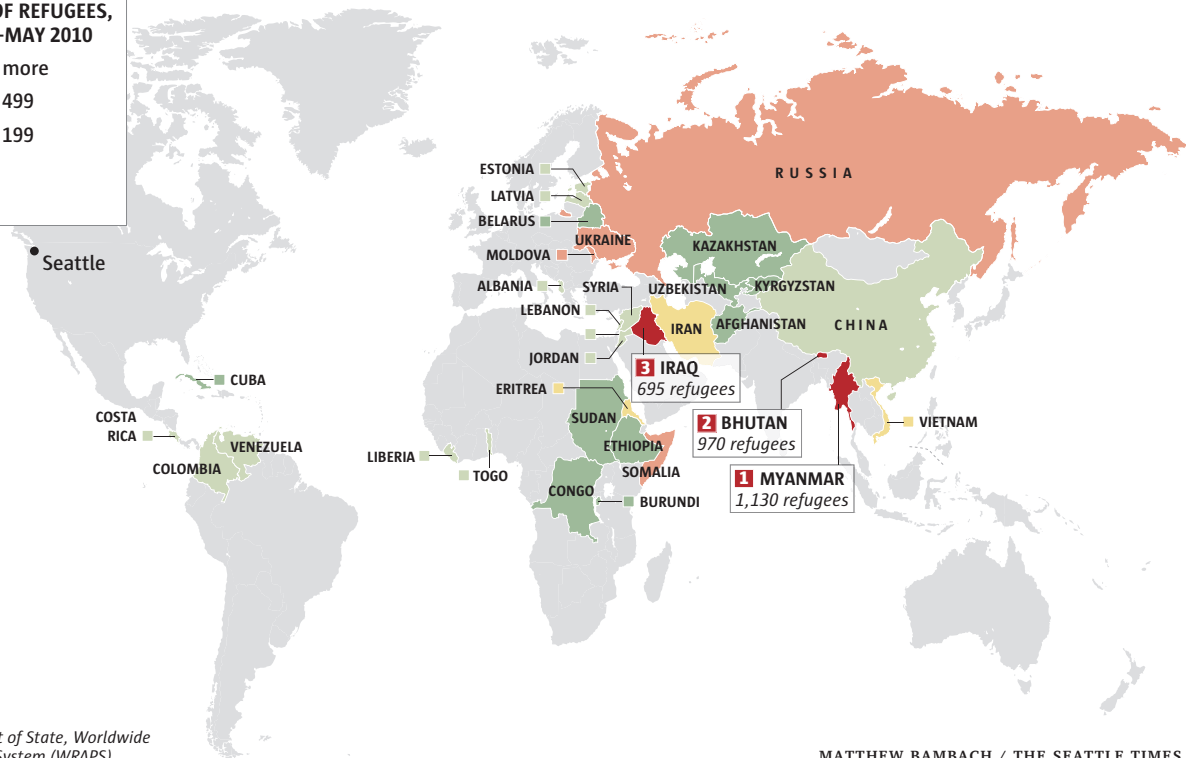 OF REFUGEES,
-MAY 2010
more
499
199
Seattle
ESTONIA
LATVIA
BELARUS
UKRAINE
MOLDOVA
ALBANIA
SYRIA
LEBANON
JORDAN
RUSSIA
KAZAKHSTAN
UZBEKISTAN
KYRGYZSTAN
AFGHANISTAN
CHINA
IRAN
3 IRAQ
695 refugees
ERITREA
SUDAN
ETHIOPIA
SOMALIA
2 BHUTAN
970 refugees
VIETNAM
1 MYANMAR
1,130 refugees
CUBA
COSTA
RICA
VENEZUELA
COLOMBIA
LIBERIA
TOGO
CONGO
BURUNDI
of State, Worldwide
System (WRAPS)
MATTHEW BAMBACH / THE SEATTLE TIMES